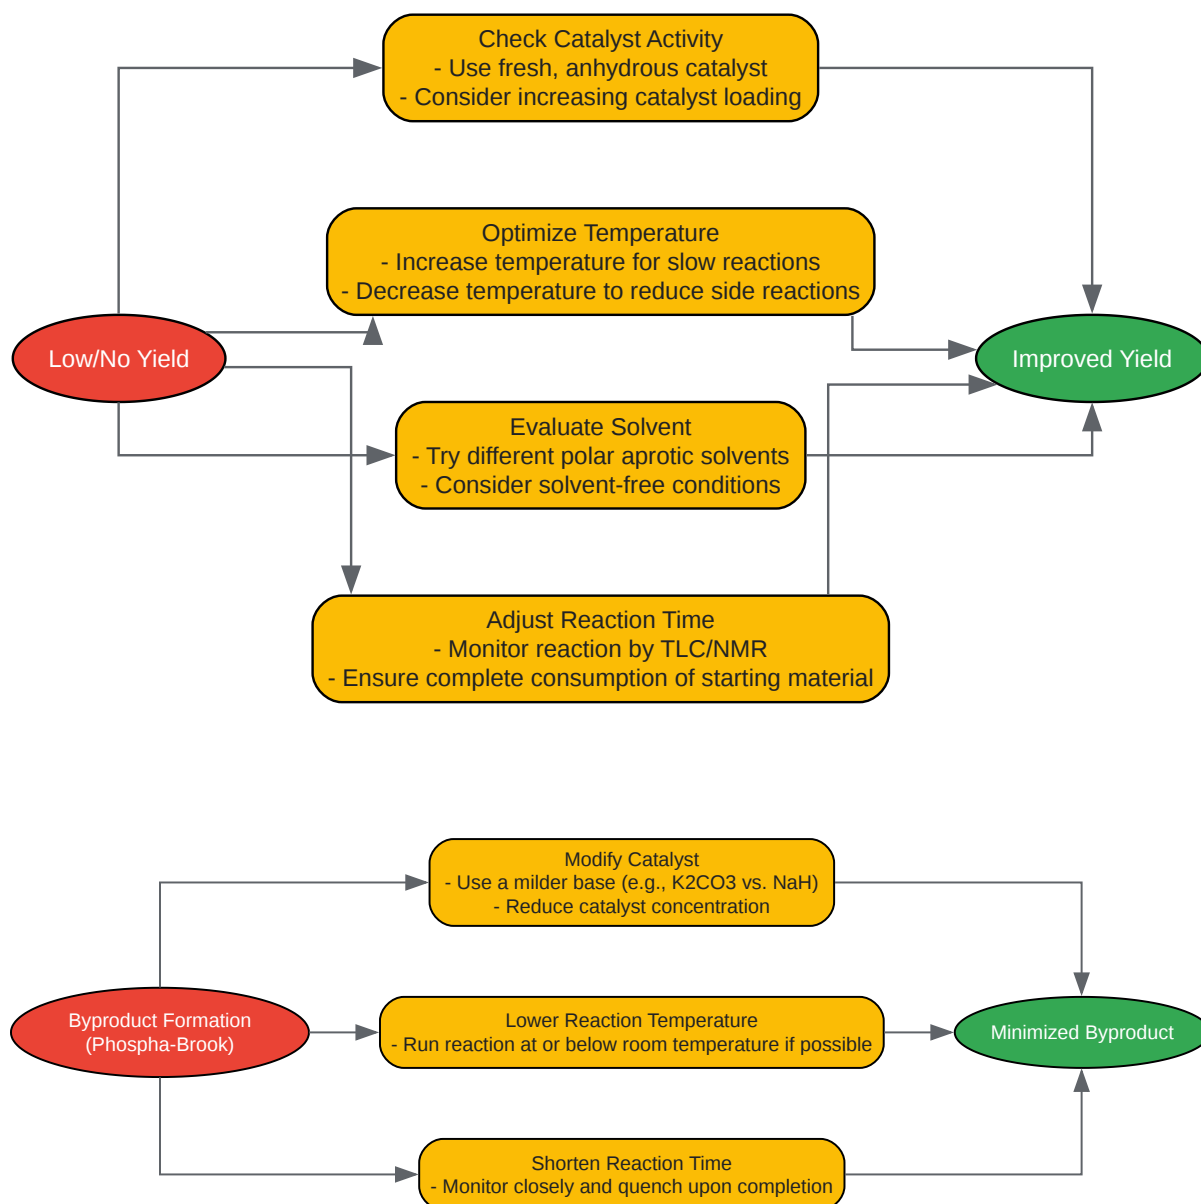 Check Catalyst Activity
- Use fresh, anhydrous catalyst
- Consider increasing catalyst loading
Optimize Temperature
- Increase temperature for slow reactions
- Decrease temperature to reduce side reactions
Low/No Yield
Improved Yield
Evaluate Solvent
- Try different polar aprotic solvents
- Consider solvent-free conditions
Adjust Reaction Time
- Monitor reaction by TLC/NMR
- Ensure complete consumption of starting material
Modify Catalyst
- Use a milder base (e.g., K2CO3 vs. NaH)
- Reduce catalyst concentration
Byproduct Formation
(Phospha-Brook)
Lower Reaction Temperature
- Run reaction at or below room temperature if possible
Minimized Byproduct
Shorten Reaction Time
- Monitor closely and quench upon completion